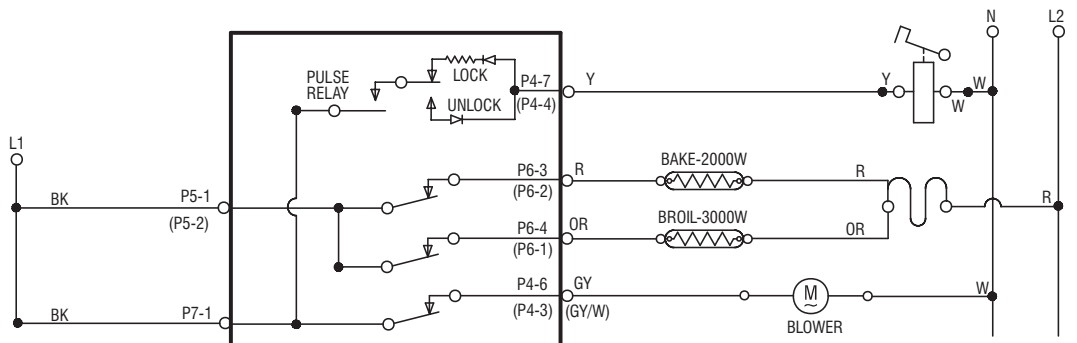 N
L2
LOCK
PULSE
RELAY
P4-7
Y
Y
W
(P4-4)
W
UNLOCK
L1
P6-3
R
BAKE-2000W
R
BK
P5-1
(P6-2)
R
(P5-2)
P6-4
OR
BROIL-3000W
OR
(P6-1)
P4-6
GY
M
W
BK
P7-1
(P4-3)
(GY/W)
BLOWER